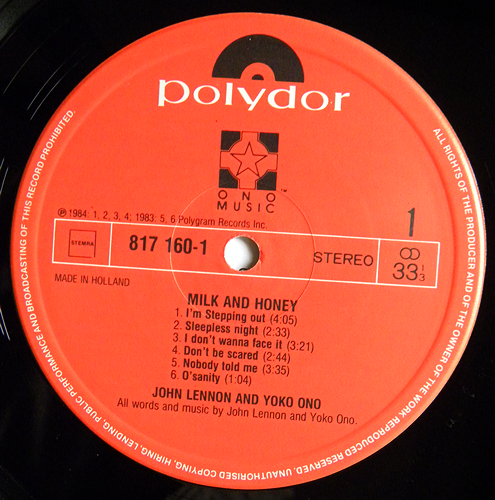 polydor
ONO
MUSIC™
℗ 1984: 1, 2, 3, 4; 1983: 5, 6 Polygram Records Inc.
1
STEMRA
817 160-1
STEREO
33 1/3
MADE IN HOLLAND
MILK AND HONEY
1. I'm Stepping out (4:05)
2. Sleepless night (2:33)
3. I don't wanna face it (3:21)
4. Don't be scared (2:44)
5. Nobody told me (3:35)
6. O'sanity (1:04)
JOHN LENNON AND YOKO ONO
All words and music by John Lennon and Yoko Ono.
ALL RIGHTS OF THE PRODUCER AND OF THE OWNER OF THE WORK REPRODUCED RESERVED. UNAUTHORISED COPYING, HIRING, LENDING, PUBLIC PERFORMANCE AND BROADCASTING OF THIS RECORD PROHIBITED.